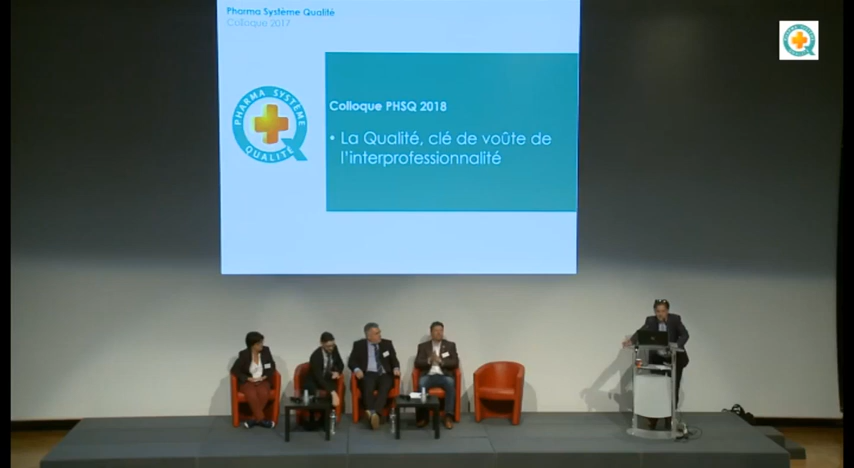 Pharma Système Qualité
Colloque 2017
PHARMA SYSTÈME
QUALITÉ
Colloque PHSQ 2018
• La Qualité, clé de voûte de
l'interprofessionnalité